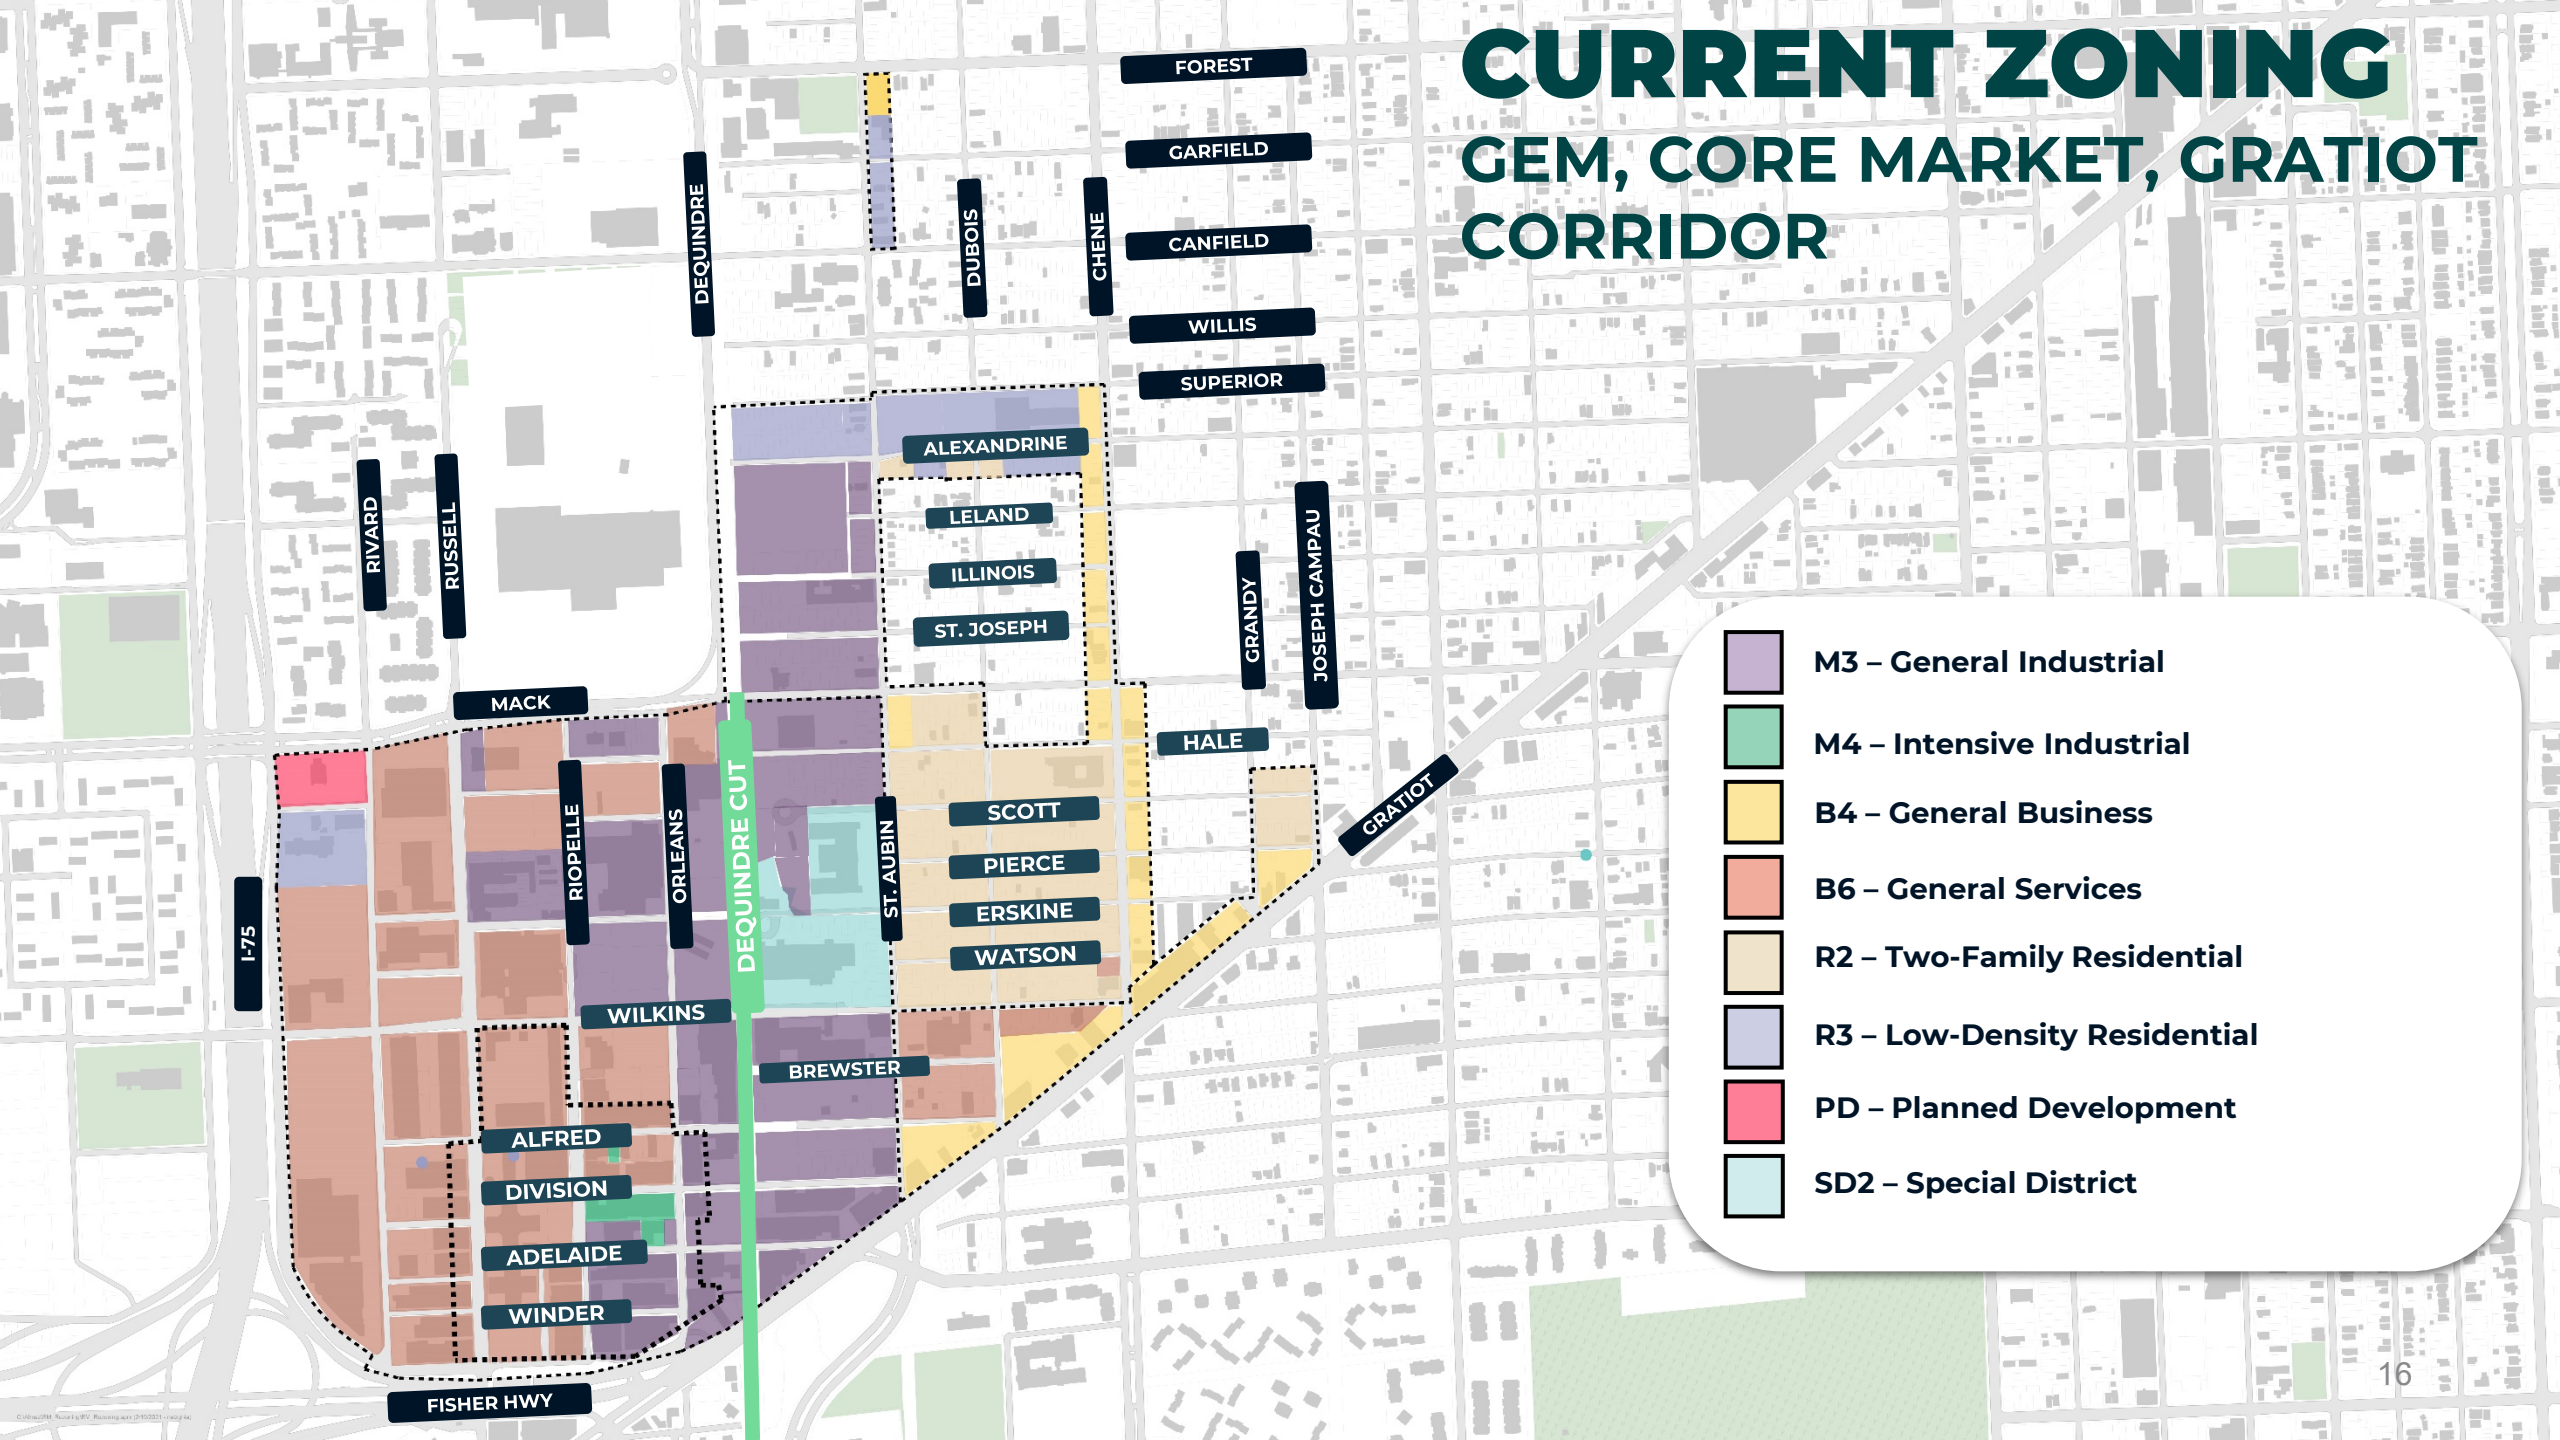 CURRENT ZONING
GEM, CORE MARKET, GRATIOT
CORRIDOR
FOREST
GARFIELD
DEQUINDRE
DUBOIS
CHENE
CANFIELD
WILLIS
SUPERIOR
ALEXANDRINE
RIVARD
RUSSELL
LELAND
ILLINOIS
ST. JOSEPH
GRANDY
JOSEPH CAMPAU
MACK
HALE
GRATIOT
SCOTT
PIERCE
ERSKINE
WATSON
RIOPELLE
ORLEANS
DEQUINDRE CUT
ST. AUBIN
I-75
WILKINS
BREWSTER
ALFRED
DIVISION
ADELAIDE
WINDER
FISHER HWY
M3 – General Industrial
M4 – Intensive Industrial
B4 – General Business
B6 – General Services
R2 – Two-Family Residential
R3 – Low-Density Residential
PD – Planned Development
SD2 – Special District
16